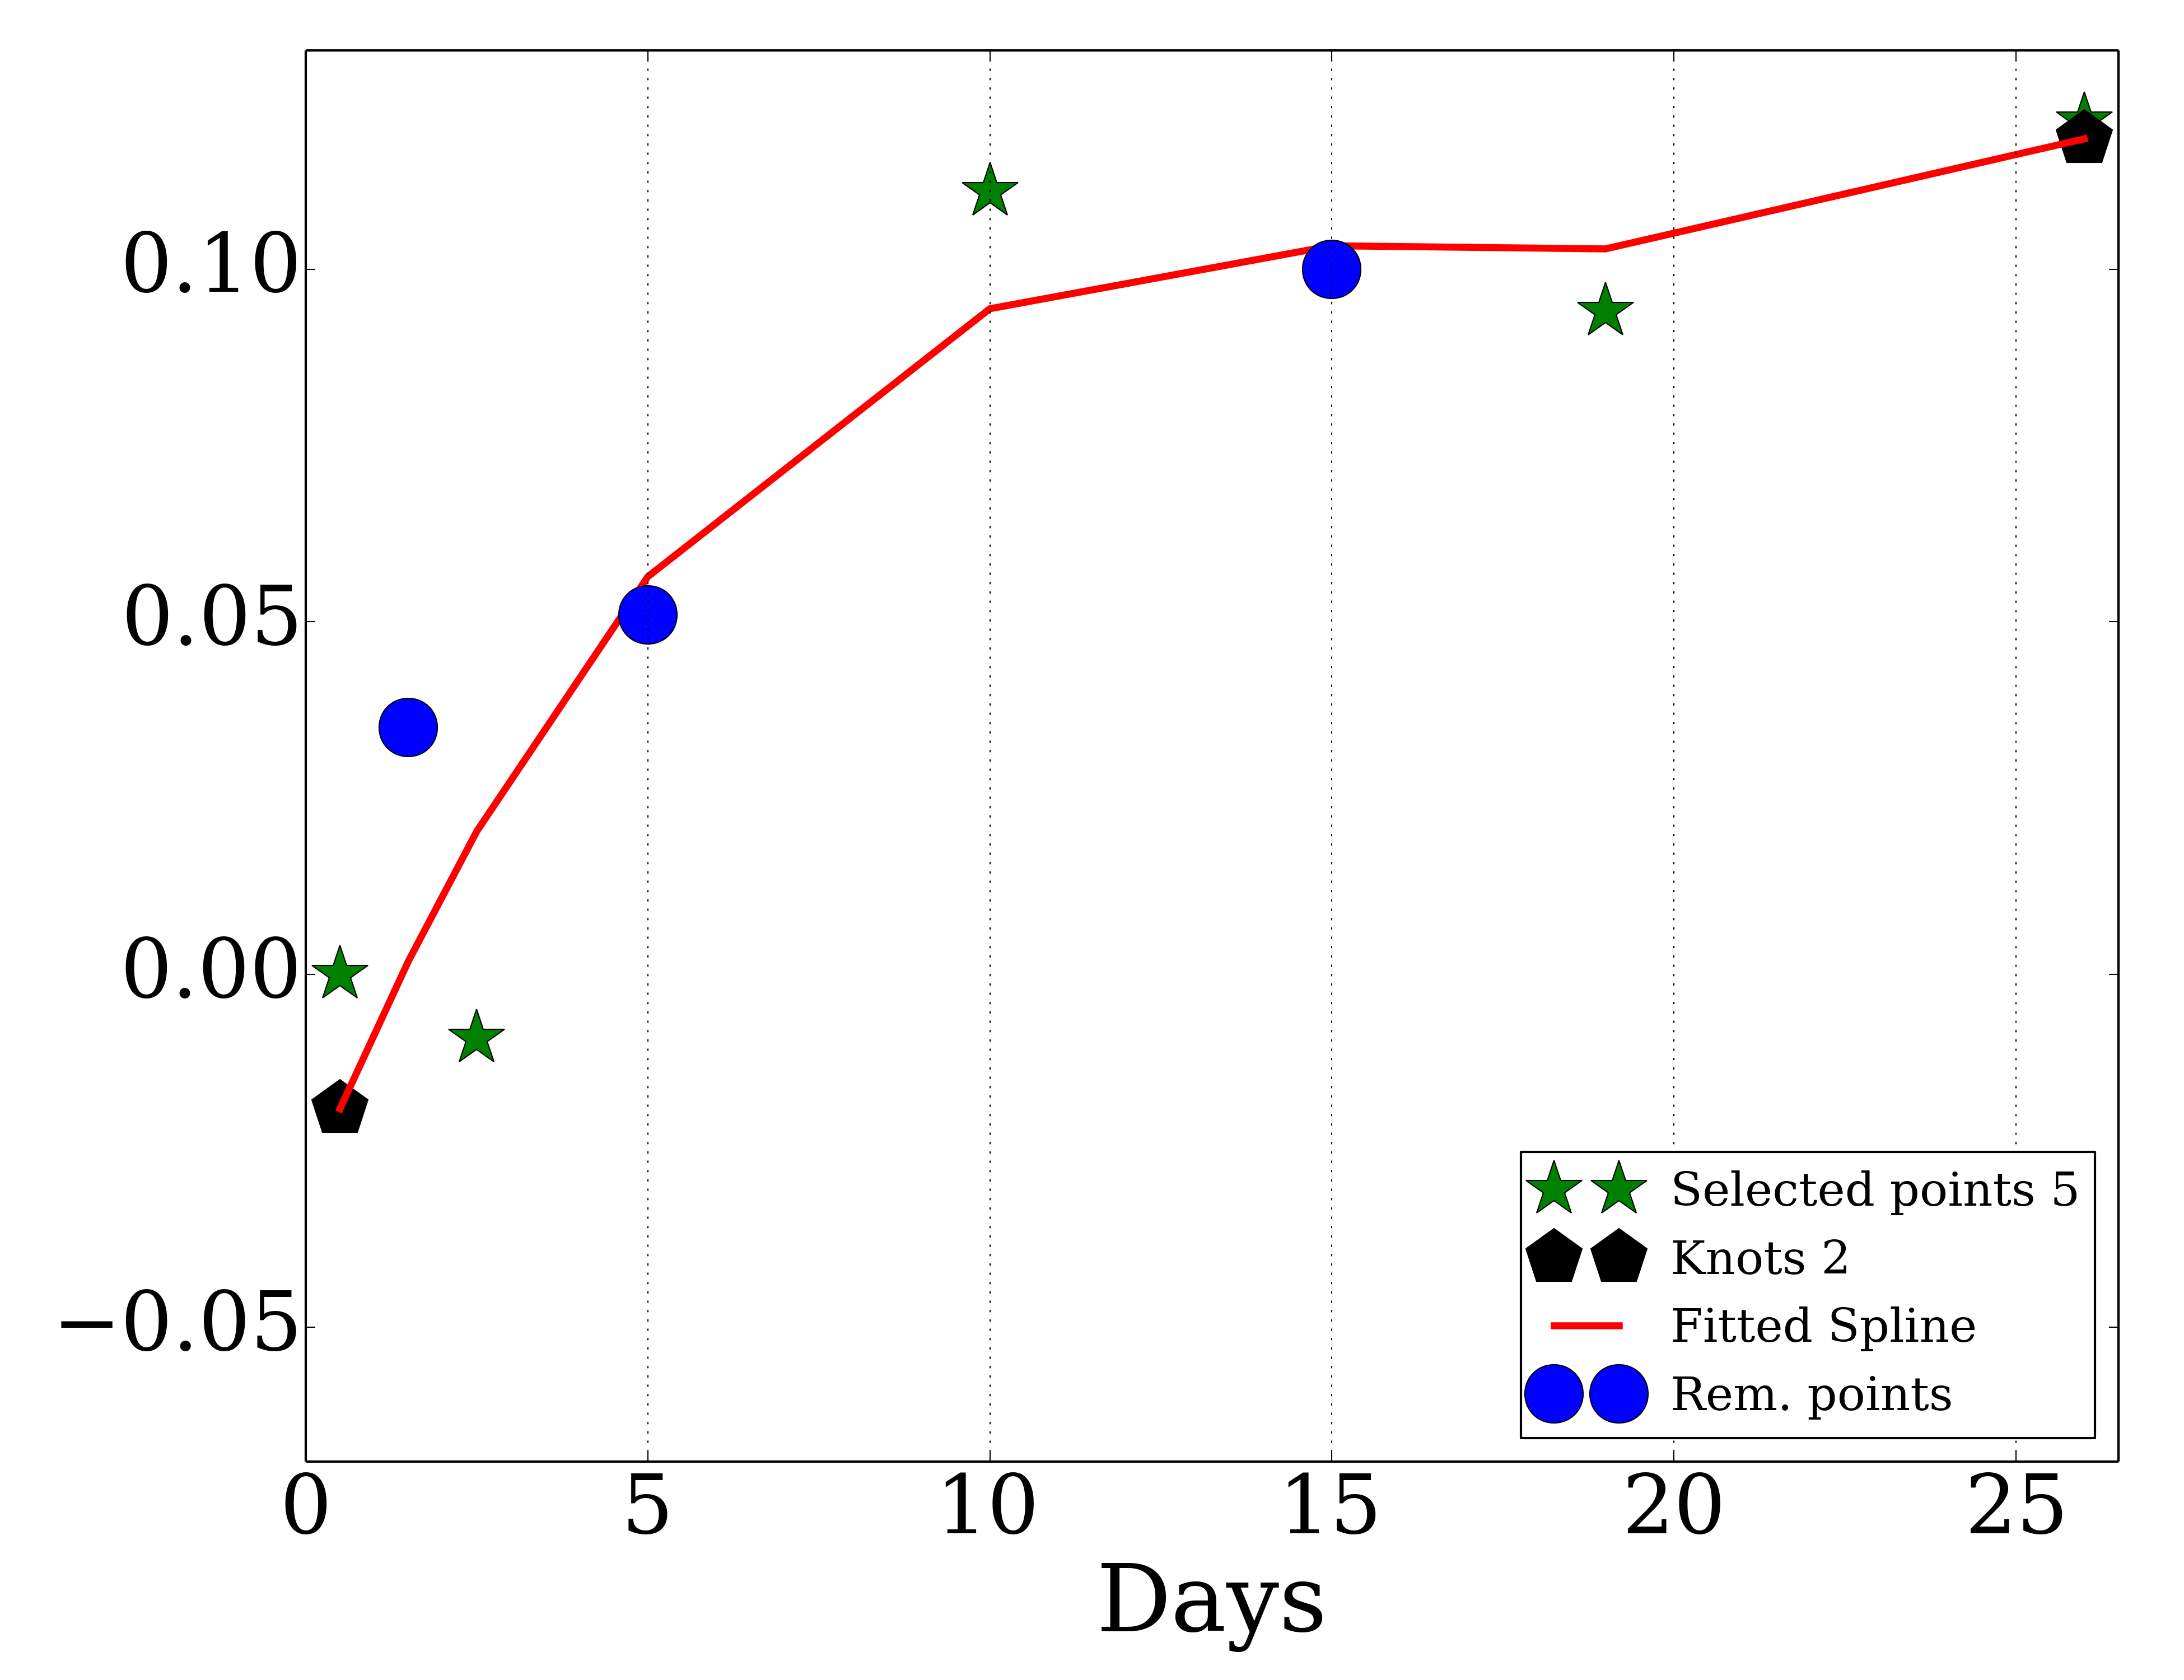 0.10
0.05
0.00
−0.05
0 5 10 15 20 25
Days
Selected points 5
Knots 2
Fitted Spline
Rem. points